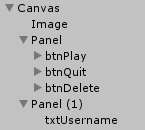 Canvas
Image
Panel
btnPlay
btnQuit
btnDelete
Panel (1)
txtUsername